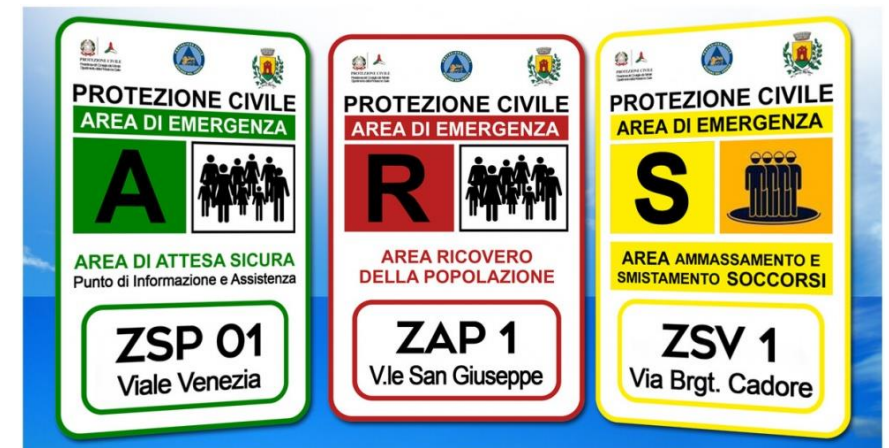 PROTEZIONE CIVILE
AREA DI EMERGENZA
A
AREA DI ATTESA SICURA
Punto di Informazione e Assistenza
ZSP 01
Viale Venezia
PROTEZIONE CIVILE
AREA DI EMERGENZA
R
AREA RICOVERO
DELLA POPOLAZIONE
ZAP 1
V.le San Giuseppe
PROTEZIONE CIVILE
AREA DI EMERGENZA
S
AREA AMMASSAMENTO E
SMISTAMENTO SOCCORSI
ZSV 1
Via Brgt. Cadore